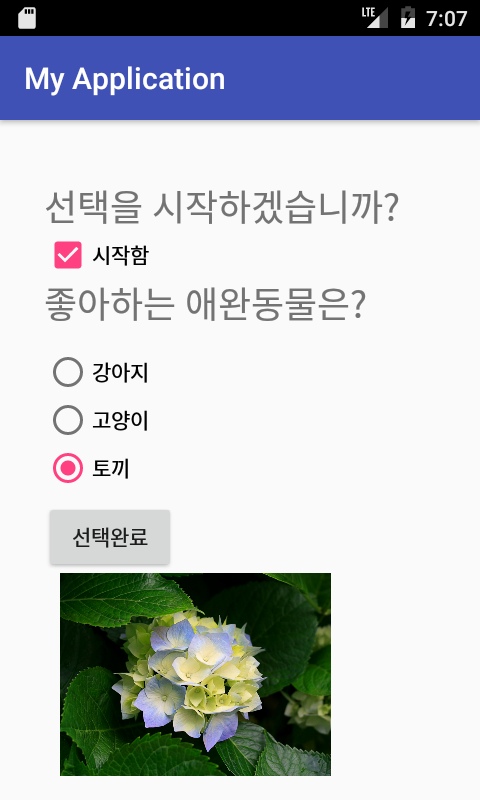 LTE 7:07
My Application
선택을 시작하겠습니까?
시작함
좋아하는 애완동물은?
강아지
고양이
토끼
선택완료